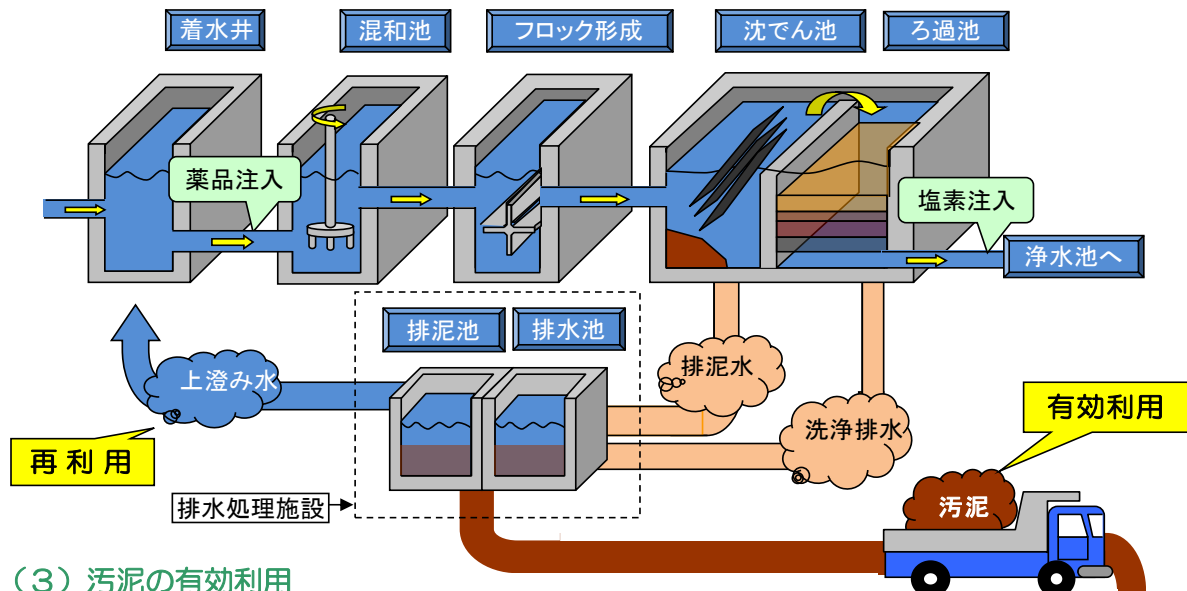 着水井
混和池
フロック形成
沈でん池
ろ過池
薬品注入
塩素注入
浄水池へ
排泥池
排水池
上澄み水
排泥水
洗浄排水
再利用
有効利用
汚泥
排水処理施設
（3）汚泥の有効利用